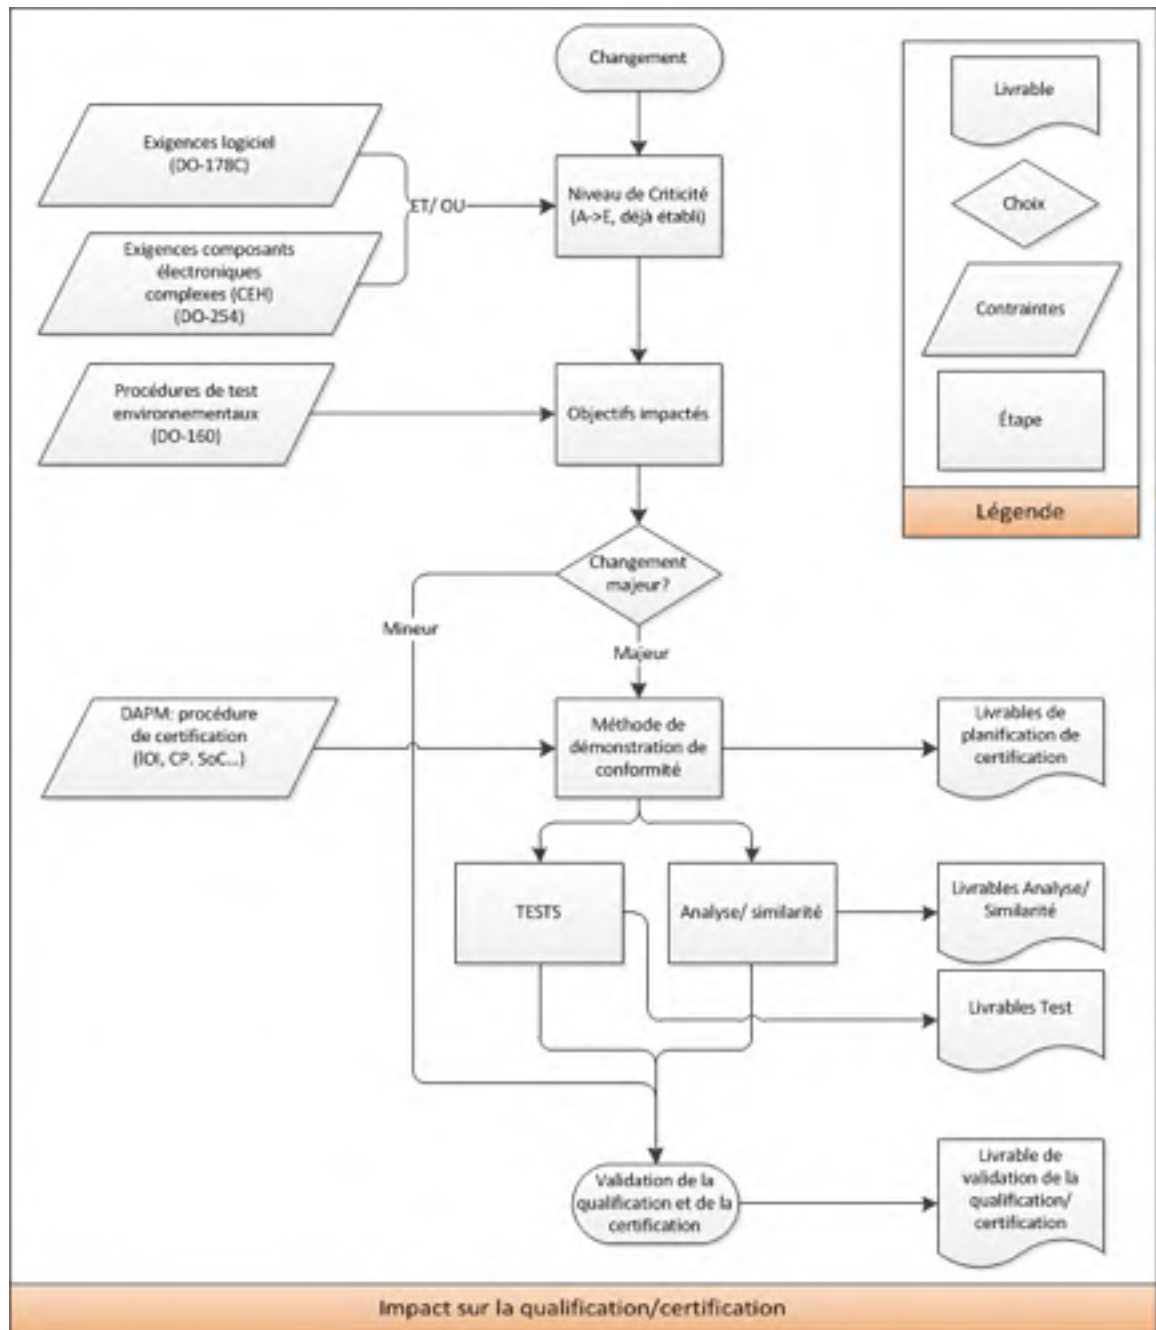 Changement
Livrable
Exigences logiciel
(DO-178C)
ET/ OU
Niveau de Criticité
(A->E, déjà établi)
Choix
Exigences composants
électroniques
complexes (CEH)
(DO-254)
Contraintes
Procédures de test
environnementaux
(DO-160)
Objectifs impactés
Étape
Légende
Changement
majeur?
Mineur
Majeur
DAPM: procédure
de certification
(IOI, CP. SoC...)
Méthode de
démonstration de
conformité
Livrables de
planification de
certification
TESTS
Analyse/ similarité
Livrables Analyse/
Similarité
Livrables Test
Validation de la
qualification et de la
certification
Livrable de
validation de la
qualification/
certification
Impact sur la qualification/certification